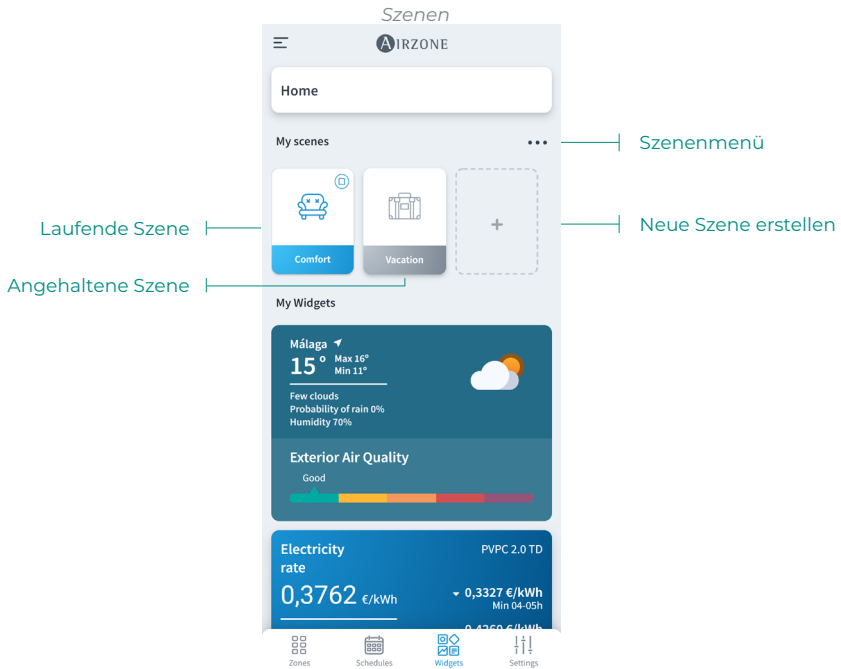 Szenen
AIRZONE
Home
My scenes
Szenenmenü
Laufende Szene
Neue Szene erstellen
Comfort
Vacation
Angehaltene Szene
My Widgets
Málaga
15° Max 16°
Min 11°
Few clouds
Probability of rain 0%
Humidity 70%
Exterior Air Quality
Good
Electricity
rate
PVPC 2.0 TD
0,3762 €/kWh
0,3327 €/kWh
Min 04-05h
Zones
Schedules
Widgets
Settings